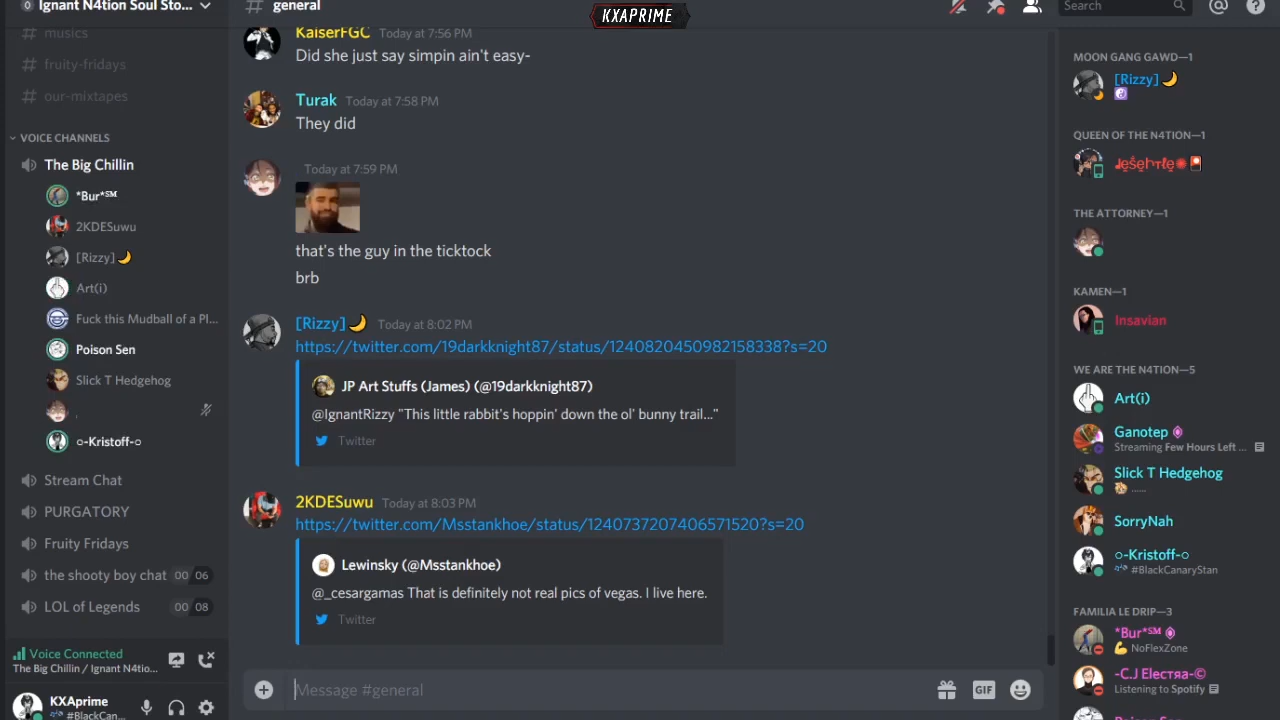 Ignant N4tion Soul Sto...
general
KXAPRIME
Search
musics
fruity-fridays
our-mixtapes
VOICE CHANNELS
The Big Chillin
*Bur*℠
2KDESuwu
[Rizzy]🌙
Art(i)
Fuck this Mudball of a Pl...
Poison Sen
Slick T Hedgehog
.
○-Kristoff-○
Stream Chat
PURGATORY
Fruity Fridays
the shooty boy chat 00 06
LOL of Legends 00 08
Voice Connected
The Big Chillin / Ignant N4tio...
KXAprime
#BlackCan...
KaiserFGC Today at 7:56 PM
Did she just say simpin ain't easy-
Turak Today at 7:58 PM
They did
Today at 7:59 PM
that's the guy in the ticktock
brb
[Rizzy]🌙 Today at 8:02 PM
https://twitter.com/19darkknight87/status/1240820450982158338?s=20
JP Art Stuffs (James) (@19darkknight87)
@IgnantRizzy "This little rabbit's hoppin' down the ol' bunny trail..."
Twitter
2KDESuwu Today at 8:03 PM
https://twitter.com/Msstankhoe/status/1240737207406571520?s=20
Lewinsky (@Msstankhoe)
@_cesargamas That is definitely not real pics of vegas. I live here.
Twitter
Message #general
GIF
MOON GANG GAWD—1
[Rizzy]🌙
QUEEN OF THE N4TION—1
THE ATTORNEY—1
KAMEN—1
Insavian
WE ARE THE N4TION—5
Art(i)
Ganotep
Streaming Few Hours Left ...
Slick T Hedgehog
......
SorryNah
○-Kristoff-○
#BlackCanaryStan
FAMILIA LE DRIP—3
*Bur*℠
💪 NoFlexZone
-C.J Elecтяa-©
Listening to Spotify